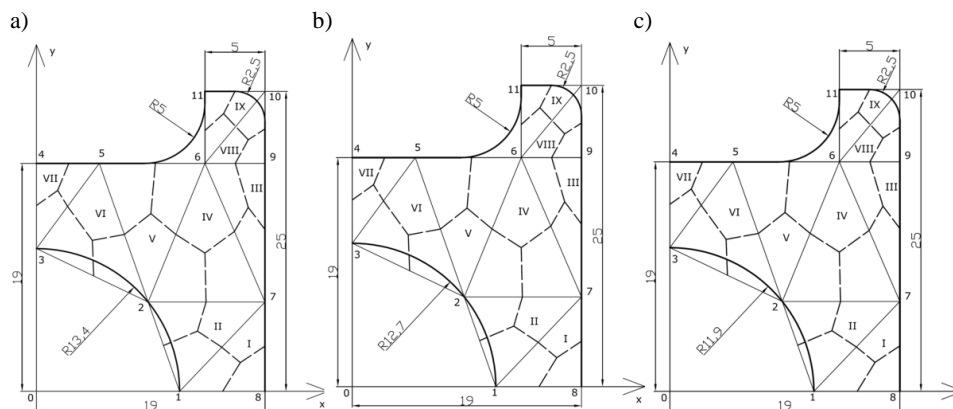 a)
b)
c)
y
5
R2,5
11
10
IX
R5
4
5
6
VIII
9
VII
III
VI
IV
V
25
19
3
2
7
R13,4
II
I
0
1
8
x
19
y
5
R2,5
11
10
IX
R5
4
5
6
VIII
9
VII
III
VI
IV
V
25
19
3
2
7
R12,7
II
I
0
1
8
x
19
y
5
R2,5
11
10
IX
R5
4
5
6
VIII
9
VII
III
VI
IV
V
25
19
3
2
7
R11,9
II
I
0
1
8
x
19